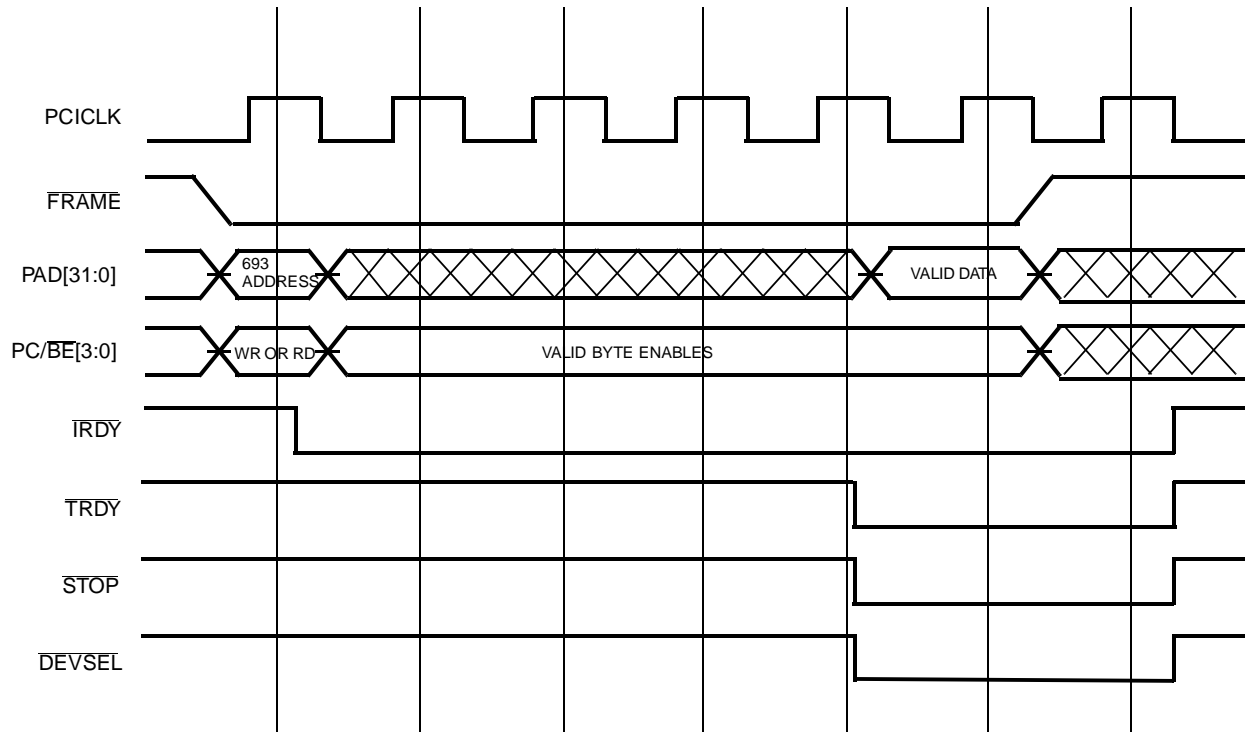 PCICLK
FRAME
PAD[31:0]
693
ADDRESS
VALID DATA
PC/BE[3:0]
WR OR RD
VALID BYTE ENABLES
IRDY
TRDY
STOP
DEVSEL